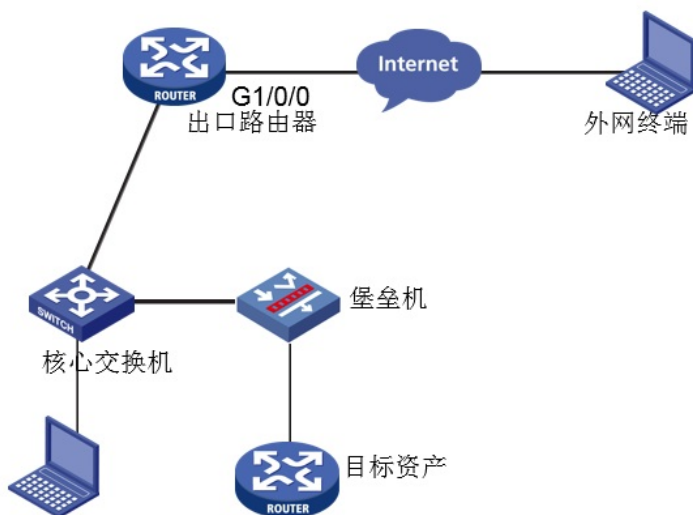 Internet
ROUTER
G1/0/0
出口路由器
外网终端
堡垒机
SWITCH
核心交换机
目标资产
ROUTER